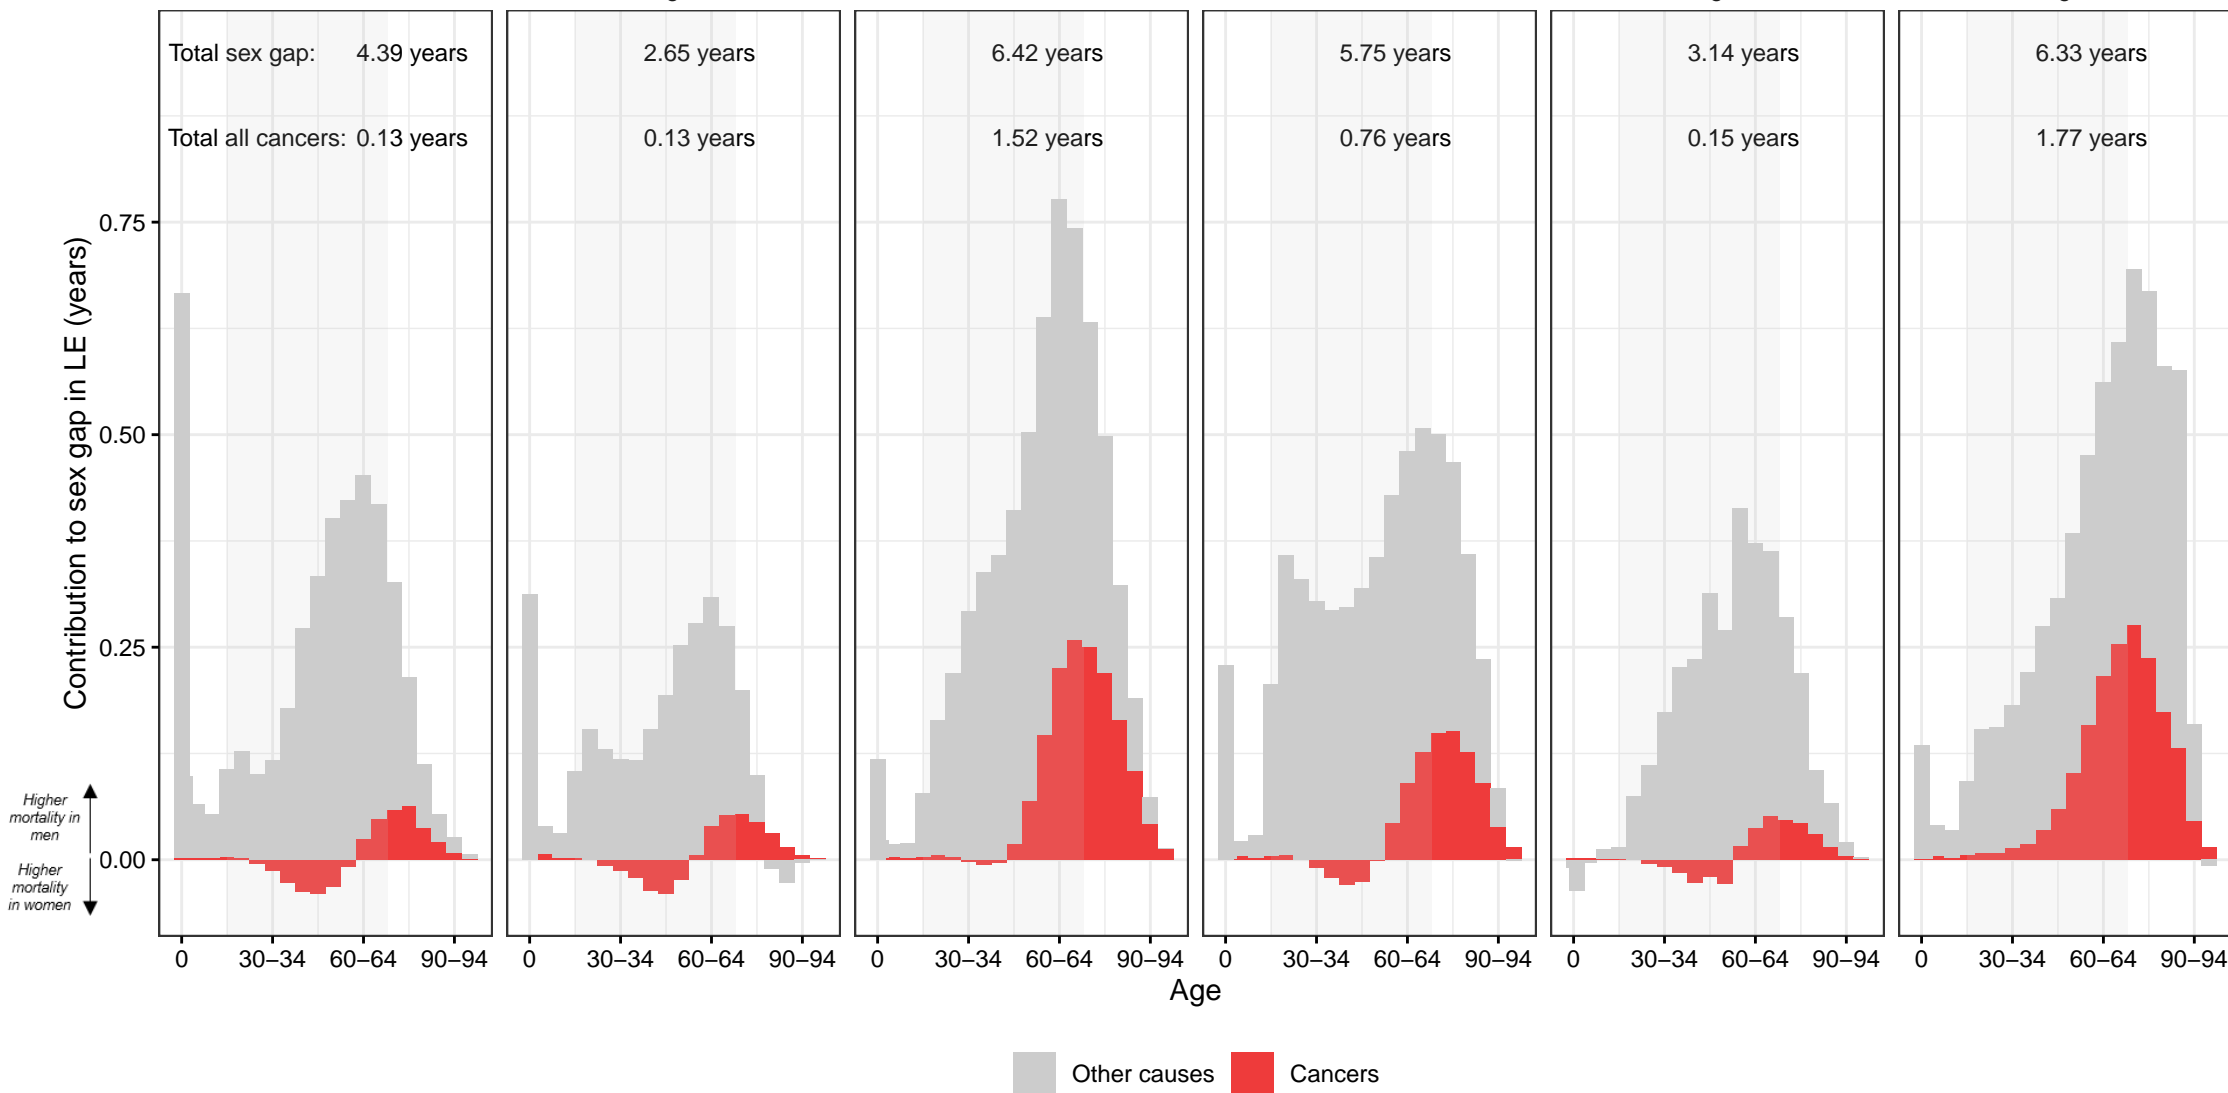 Total sex gap: 4.39 years 2.65 years 6.42 years 5.75 years 3.14 years 6.33 years
Total all cancers: 0.13 years 0.13 years 1.52 years 0.76 years 0.15 years 1.77 years
Contribution to sex gap in LE (years)
0.75
0.50
0.25
0.00
Higher
mortality in
men
Higher
mortality
in women
0 30–34 60–64 90–94 0 30–34 60–64 90–94 0 30–34 60–64 90–94 0 30–34 60–64 90–94 0 30–34 60–64 90–94 0 30–34 60–64 90–94
Age
Other causes Cancers